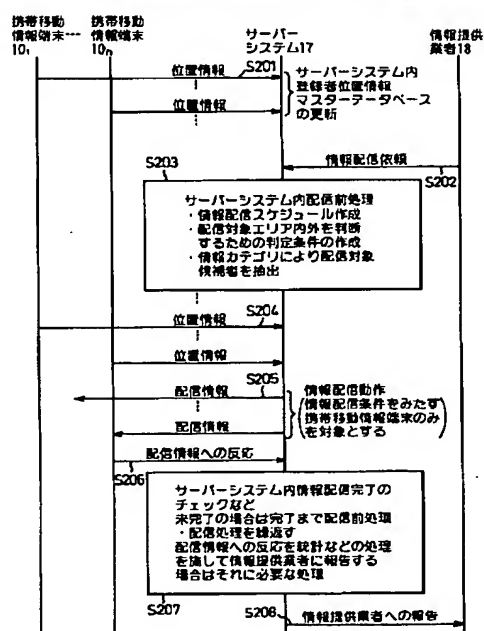 携帯移動
情報端末
10₁
携帯移動
情報端末
10n
サーバー
システム17
情報提供
業者18
位置情報
S201
位置情報
サーバーシステム内
登録者位置情報
マスターデータベース
の更新
情報配信依頼
S202
S203
サーバーシステム内配信前処理
・情報配信スケジュール作成
・配信対象エリア内外を判断
するための判定条件の作成
・情報カテゴリにより配信対象
候補者を抽出
位置情報
S204
位置情報
配信情報
S205
配信情報
情報配信動作
(情報配信条件をみたす
携帯移動情報端末のみ
を対象とする)
配信情報への反応
S206
サーバーシステム内情報配信完了の
チェックなど
未完了の場合は完了まで配信前処理
・配信処理を繰返す
配信情報への反応を統計などの処理
を施して情報提供業者に報告する
場合はそれに必要な処理
S207
S208
情報提供業者への報告